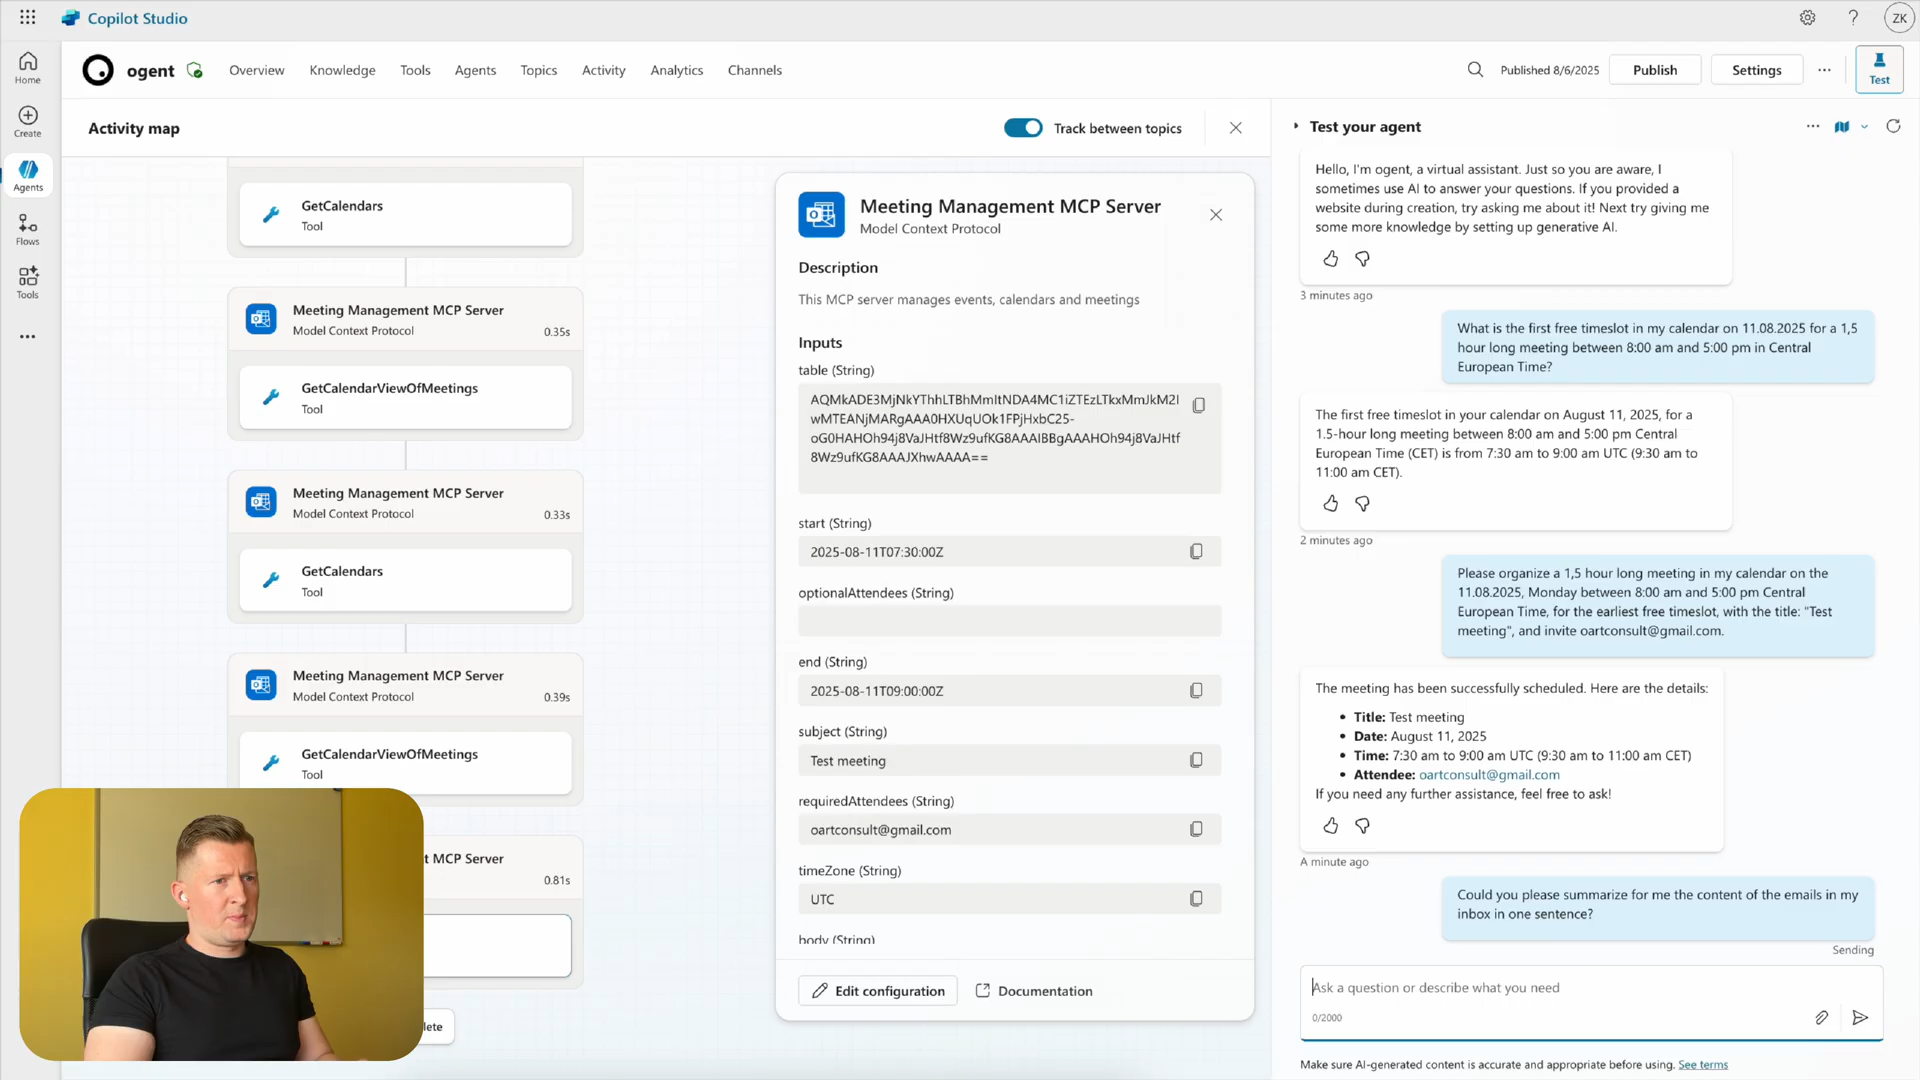 Copilot Studio
ZK
ogent
Overview
Knowledge
Tools
Agents
Topics
Activity
Analytics
Channels
Published 8/6/2025
Publish
Settings
Test
Home
Create
Agents
Flows
Tools
Activity map
Track between topics
GetCalendars
Tool
Meeting Management MCP Server
Model Context Protocol
0.35s
GetCalendarViewOfMeetings
Tool
Meeting Management MCP Server
Model Context Protocol
0.33s
GetCalendars
Tool
Meeting Management MCP Server
Model Context Protocol
0.39s
GetCalendarViewOfMeetings
Tool
t MCP Server
0.81s
lete
Meeting Management MCP Server
Model Context Protocol
Description
This MCP server manages events, calendars and meetings
Inputs
table (String)
AQMkADE3MjNkYThhLTBhMmItNDA4MC1iZTEzLTkxMmJkM2I
wMTEANjMARgAAA0HXUqUOk1FPjHxbC25-
oG0HAHOh94j8VaJHtf8Wz9ufKG8AAAIBBgAAAHOh94j8VaJHtf
8Wz9ufKG8AAAJXhwAAAA==
start (String)
2025-08-11T07:30:00Z
optionalAttendees (String)
end (String)
2025-08-11T09:00:00Z
subject (String)
Test meeting
requiredAttendees (String)
oartconsult@gmail.com
timeZone (String)
UTC
body (String)
Edit configuration
Documentation
Test your agent
Hello, I'm ogent, a virtual assistant. Just so you are aware, I
sometimes use AI to answer your questions. If you provided a
website during creation, try asking me about it! Next try giving me
some more knowledge by setting up generative AI.
3 minutes ago
What is the first free timeslot in my calendar on 11.08.2025 for a 1,5
hour long meeting between 8:00 am and 5:00 pm in Central
European Time?
The first free timeslot in your calendar on August 11, 2025, for a
1.5-hour long meeting between 8:00 am and 5:00 pm Central
European Time (CET) is from 7:30 am to 9:00 am UTC (9:30 am to
11:00 am CET).
2 minutes ago
Please organize a 1,5 hour long meeting in my calendar on the
11.08.2025, Monday between 8:00 am and 5:00 pm Central
European Time, for the earliest free timeslot, with the title: "Test
meeting", and invite oartconsult@gmail.com.
The meeting has been successfully scheduled. Here are the details:
• Title: Test meeting
• Date: August 11, 2025
• Time: 7:30 am to 9:00 am UTC (9:30 am to 11:00 am CET)
• Attendee: oartconsult@gmail.com
If you need any further assistance, feel free to ask!
A minute ago
Could you please summarize for me the content of the emails in my
inbox in one sentence?
Sending
Ask a question or describe what you need
0/2000
Make sure AI-generated content is accurate and appropriate before using. See terms